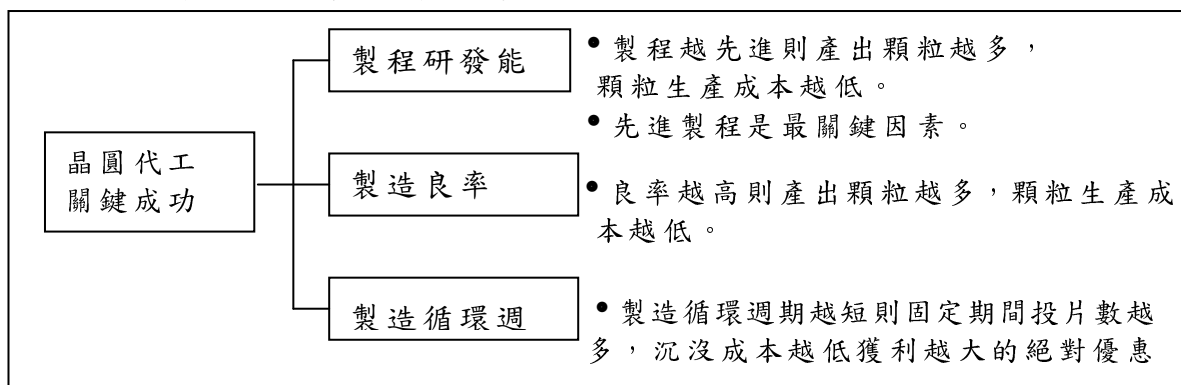 晶圓代工
關鍵成功
製程研發能
•製程越先進則產出顆粒越多，
顆粒生產成本越低。
•先進製程是最關鍵因素。
製造良率
•良率越高則產出顆粒越多，顆粒生產成
本越低。
製造循環週
•製造循環週期越短則固定期間投片數越
多，沉沒成本越低獲利越大的絕對優惠